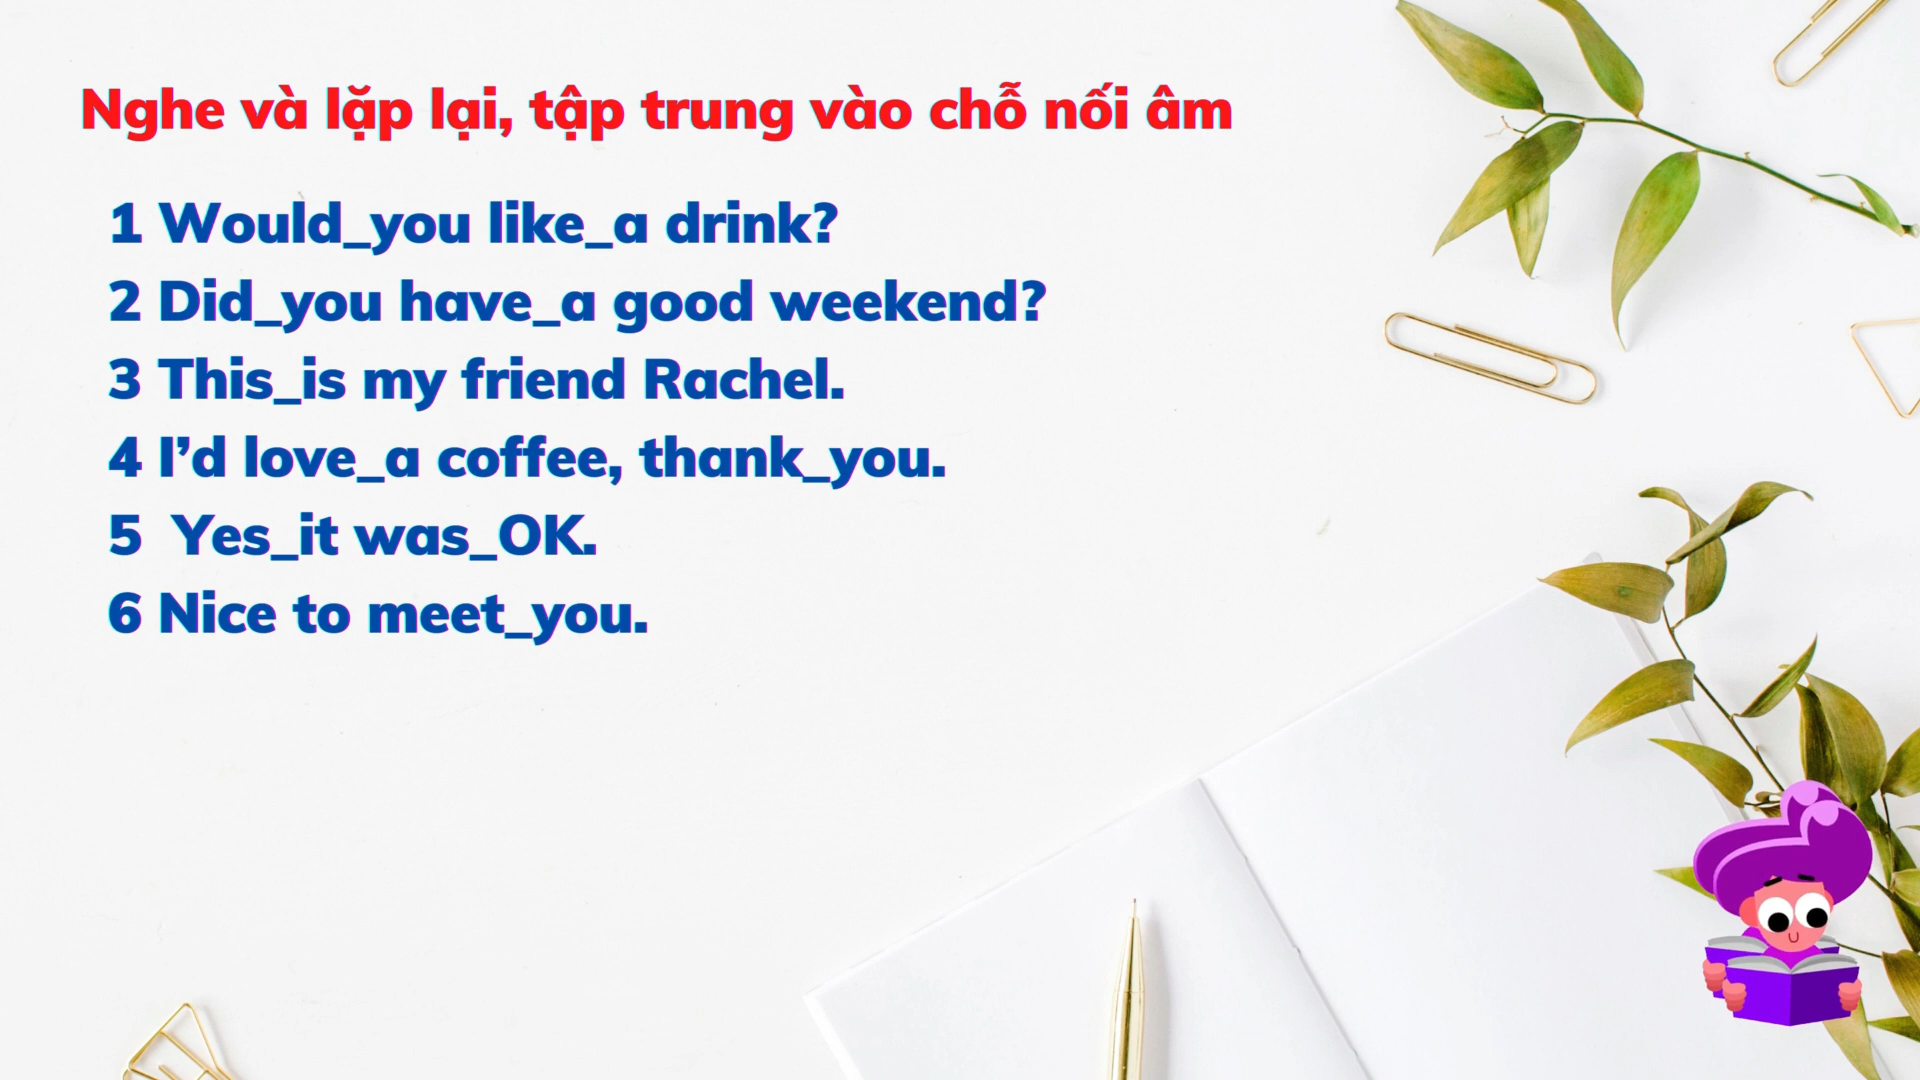 Nghe và lặp lại, tập trung vào chỗ nối âm
1 Would_you like_a drink?
2 Did_you have_a good weekend?
3 This_is my friend Rachel.
4 I’d love_a coffee, thank_you.
5  Yes_it was_OK.
6 Nice to meet_you.